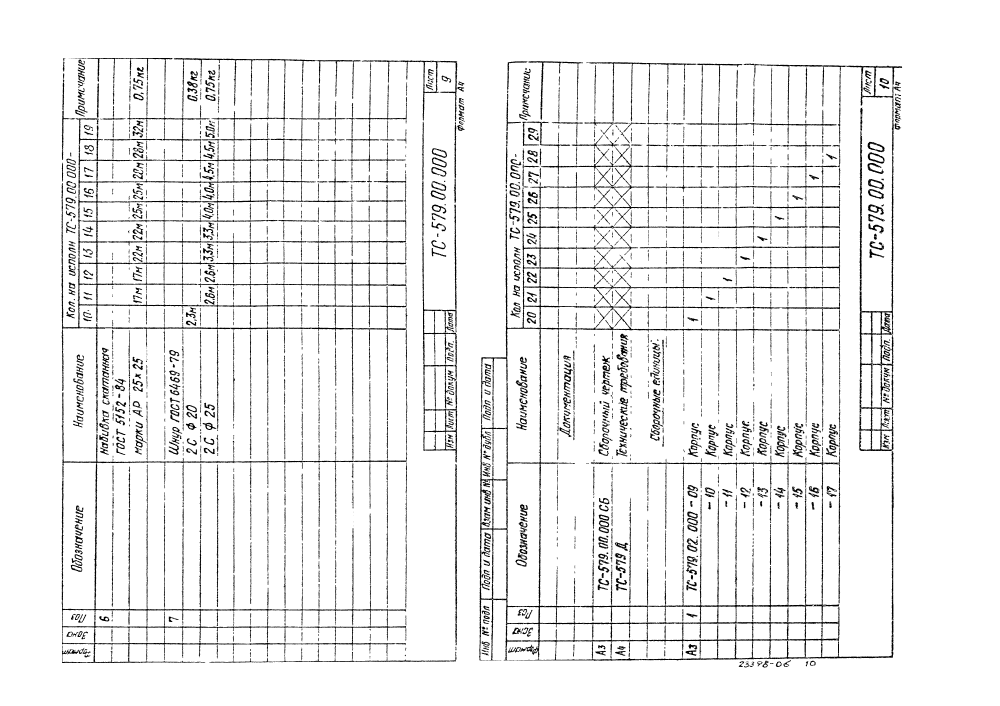 Формат
Зона
Поз
Обозначение
Наименование
Кол. на исполн ТС-579.00.000-
Примечание
10 11 12 13 14 15 16 17 18 19
6 Набивка скатанная
ГОСТ 5152-84
марки АР 25×25 17м 17м 22м 22м 25м 25м 28м 28м 32м 0.75кг
7 Шнур ГОСТ 6469-79
2 С ф 20 2.3м 0.38кг
2 С ф 25 2.6м 2.6м 3.3м 3.3м 4.0м 4.0м 4.5м 4.5м 5.0м 0.75кг
Изм Лист № докум Подп. Дата
ТС-579.00.000
Лист
9
Формат А4
Инв № подл Подп и дата Взам инв № Инв № дубл Подп и дата
Формат
Зона
Поз
Обозначение
Наименование
Кол на исполн ТС-579.00.000-
Примечание
20 21 22 23 24 25 26 27 28 29
Документация
А3 ТС-579.00.000 СБ Сборочный чертеж
А4 ТС-579 Д Технические требования
Сборочные единицы.
А3 1 ТС-579.02.000-09 Корпус 1
-10 Корпус 1
-11 Корпус 1
-12 Корпус 1
-13 Корпус 1
-14 Корпус 1
-15 Корпус 1
-16 Корпус 1
-17 Корпус 1
Изм Лист № докум Подп. Дата
ТС-579.00.000
Лист
10
Формат А4
23398-06 10